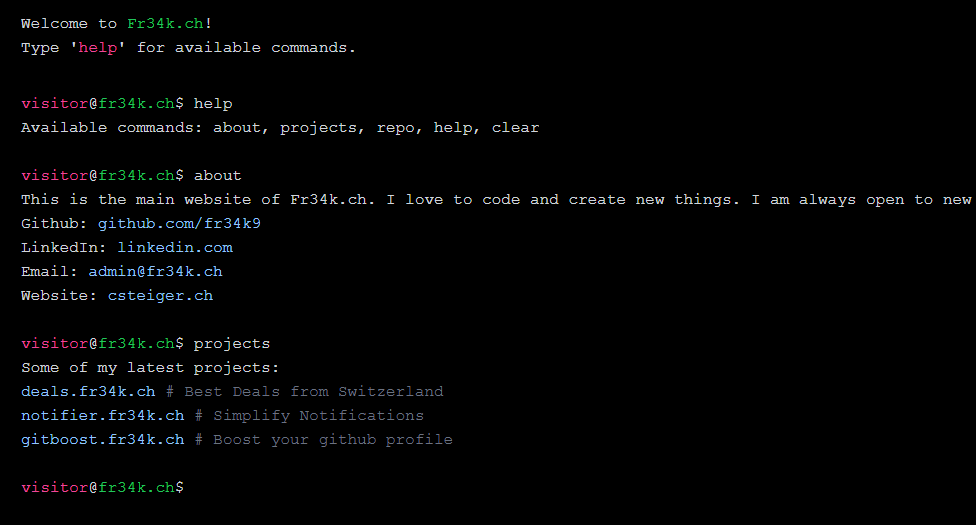 Welcome to Fr34k.ch!
Type 'help' for available commands.
visitor@fr34k.ch$ help
Available commands: about, projects, repo, help, clear
visitor@fr34k.ch$ about
This is the main website of Fr34k.ch. I love to code and create new things. I am always open to new
Github: github.com/fr34k9
LinkedIn: linkedin.com
Email: admin@fr34k.ch
Website: csteiger.ch
visitor@fr34k.ch$ projects
Some of my latest projects:
deals.fr34k.ch # Best Deals from Switzerland
notifier.fr34k.ch # Simplify Notifications
gitboost.fr34k.ch # Boost your github profile
visitor@fr34k.ch$